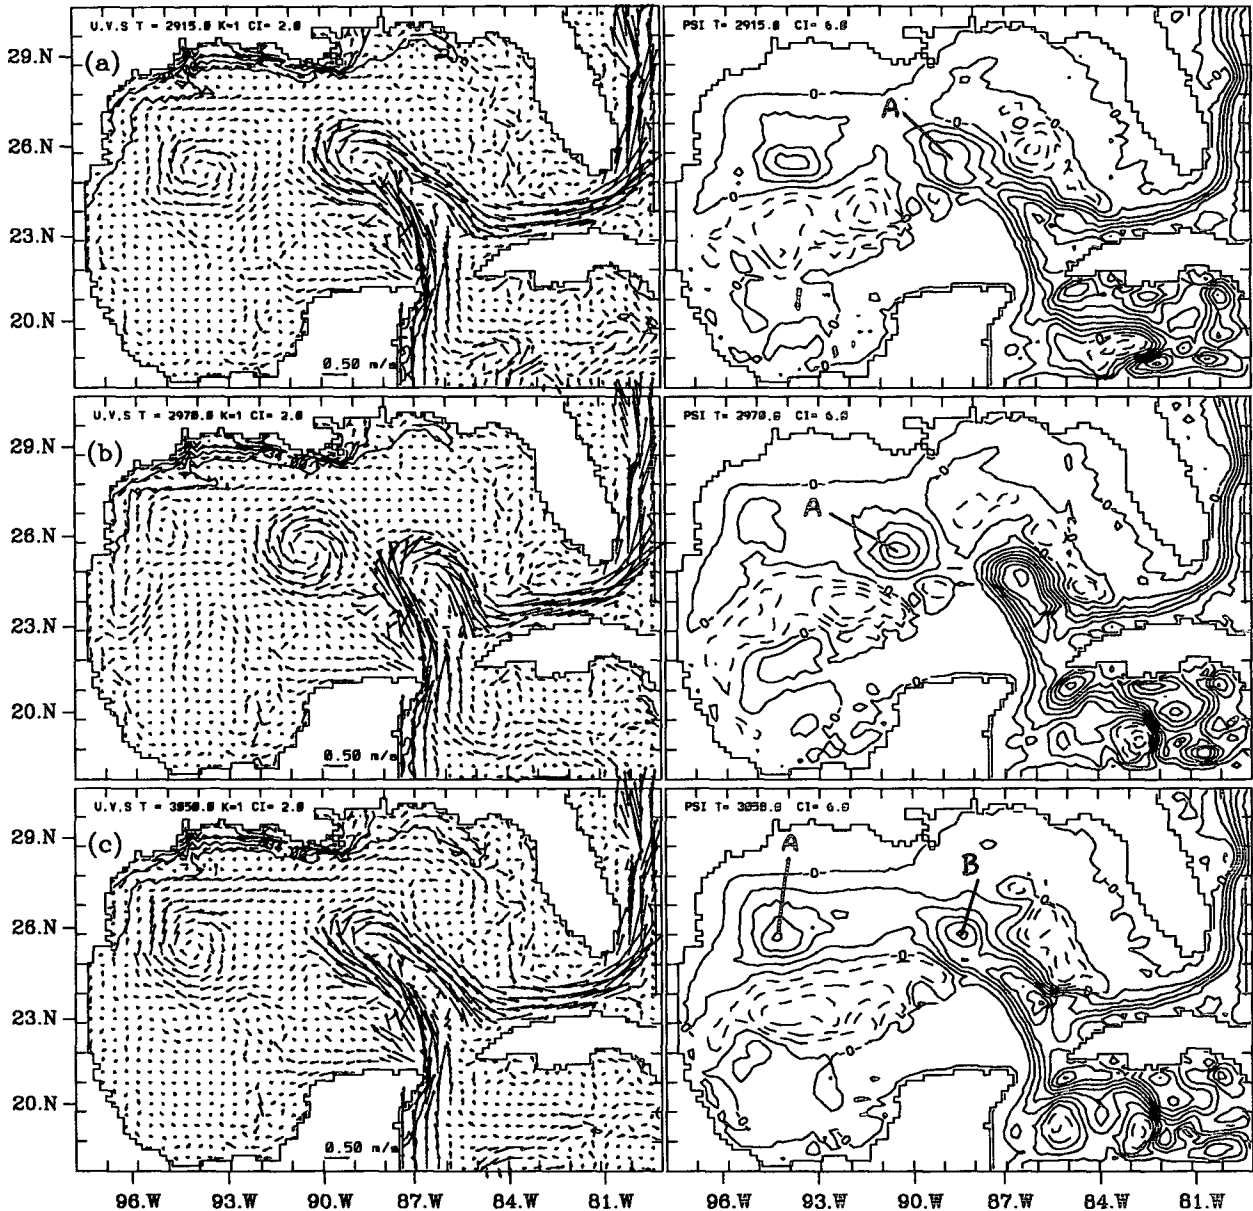 U,V,S T = 2915.0 K=1 CI= 2.0
PSI T= 2915.0 CI= 6.0
(a)
29.N
26.N
23.N
20.N
A
0
0.50 m/s
U,V,S T = 2970.0 K=1 CI= 2.0
PSI T= 2970.0 CI= 6.0
(b)
29.N
26.N
23.N
20.N
A
0
0.50 m/s
U,V,S T = 3050.0 K=1 CI= 2.0
PSI T= 3050.0 CI= 6.0
(c)
29.N
26.N
23.N
20.N
A
B
0
0.50 m/s
96.W 93.W 90.W 87.W 84.W 81.W 96.W 93.W 90.W 87.W 84.W 81.W